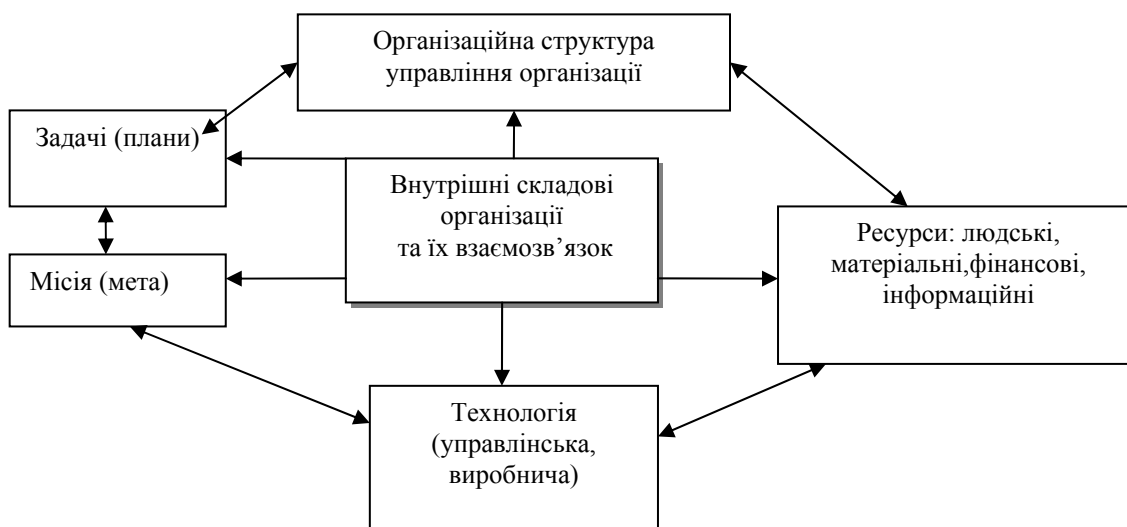 Організаційна структура
управління організації
Задачі (плани)
Внутрішні складові
організації
та їх взаємозв’язок
Місія (мета)
Ресурси: людські,
матеріальні,фінансові,
інформаційні
Технологія
(управлінська,
виробнича)